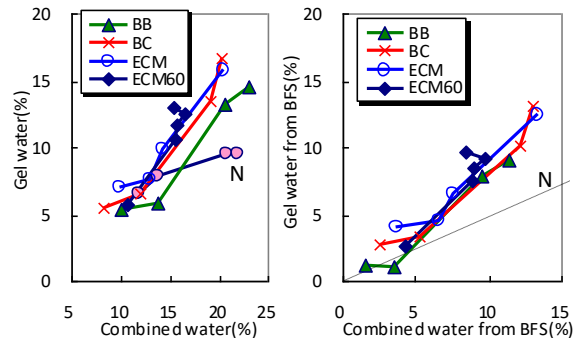 BB
BC
ECM
ECM60
20
15
10
5
0
Gel water(%)
N
5 10 15 20 25
Combined water(%)
BB
BC
ECM
ECM60
20
15
10
5
0
Gel water from BFS(%)
N
0 5 10 15
Combined water from BFS(%)